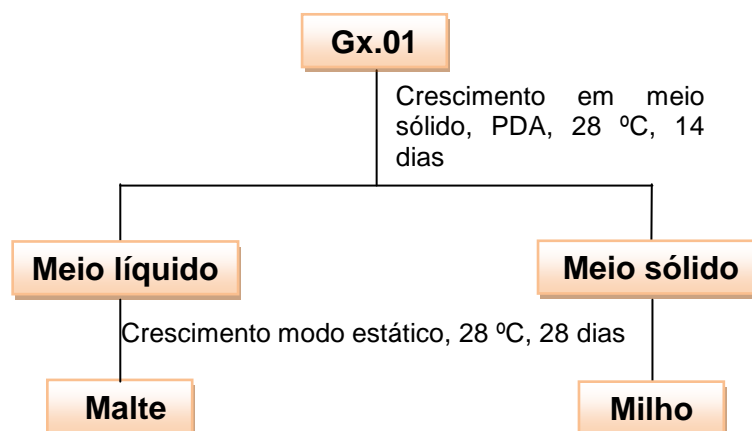 Gx.01
Crescimento em meio
sólido, PDA, 28 ºC, 14
dias
Meio líquido
Meio sólido
Crescimento modo estático, 28 ºC, 28 dias
Malte
Milho